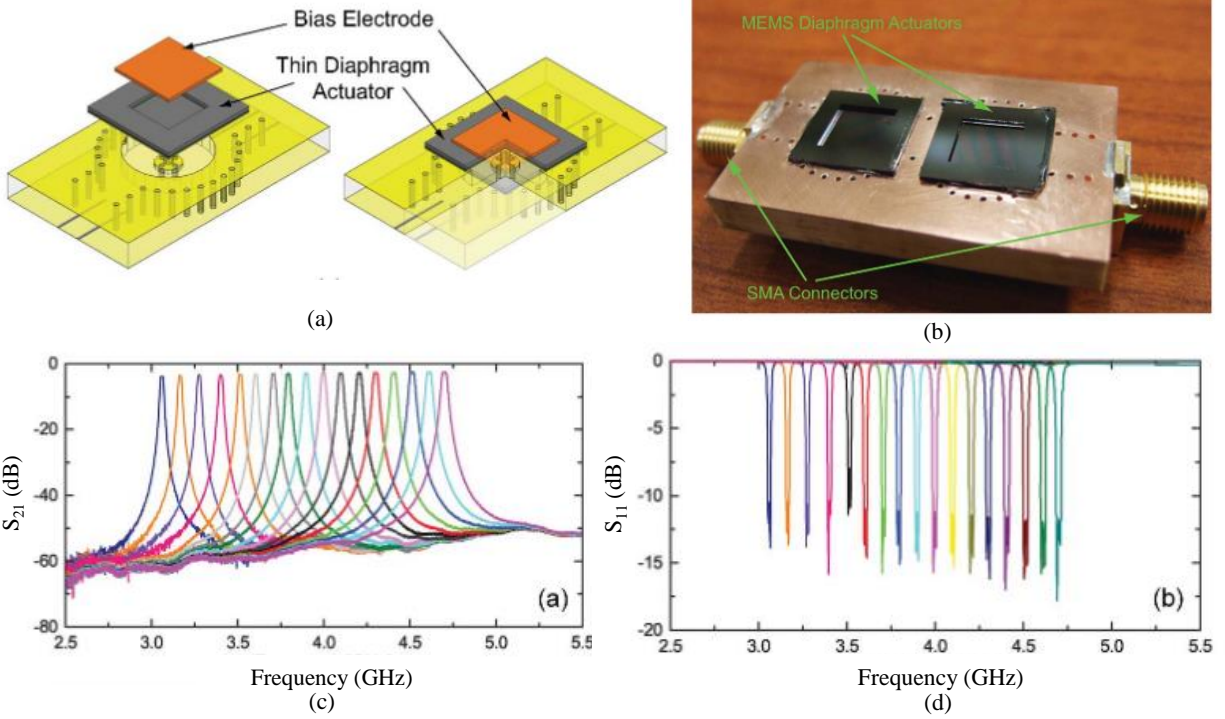 Bias Electrode
Thin Diaphragm
Actuator
(a)
MEMS Diaphragm Actuators
SMA Connectors
(b)
0
-20
-40
-60
-80
S21 (dB)
(a)
2.5 3.0 3.5 4.0 4.5 5.0 5.5
Frequency (GHz)
(c)
0
-5
-10
-15
-20
S11 (dB)
(b)
2.5 3.0 3.5 4.0 4.5 5.0 5.5
Frequency (GHz)
(d)